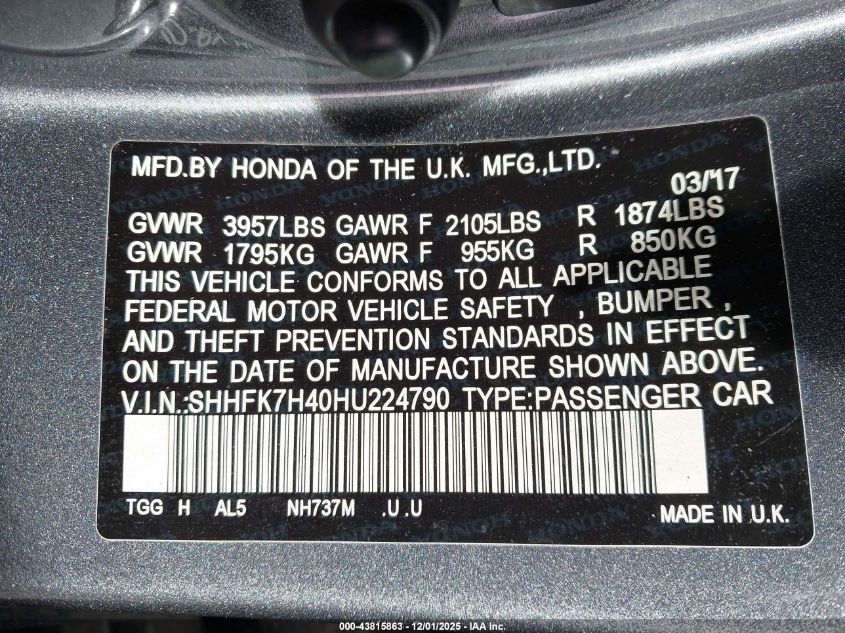 MFD.BY HONDA OF THE U.K. MFG.,LTD.
03/'17
GVWR 3957LBS GAWR F 2105LBS R 1874LBS
GVWR 1795KG GAWR F 955KG R 850KG
THIS VEHICLE CONFORMS TO ALL APPLICABLE
FEDERAL MOTOR VEHICLE SAFETY , BUMPER ,
AND THEFT PREVENTION STANDARDS IN EFFECT
ON THE DATE OF MANUFACTURE SHOWN ABOVE.
V.I.N.:SHHFK7H40HU224790 TYPE:PASSENGER CAR
TGG H AL5 NH737M .U .U
MADE IN U.K.
000-43815863 - 12/01/2025 - IAA Inc.